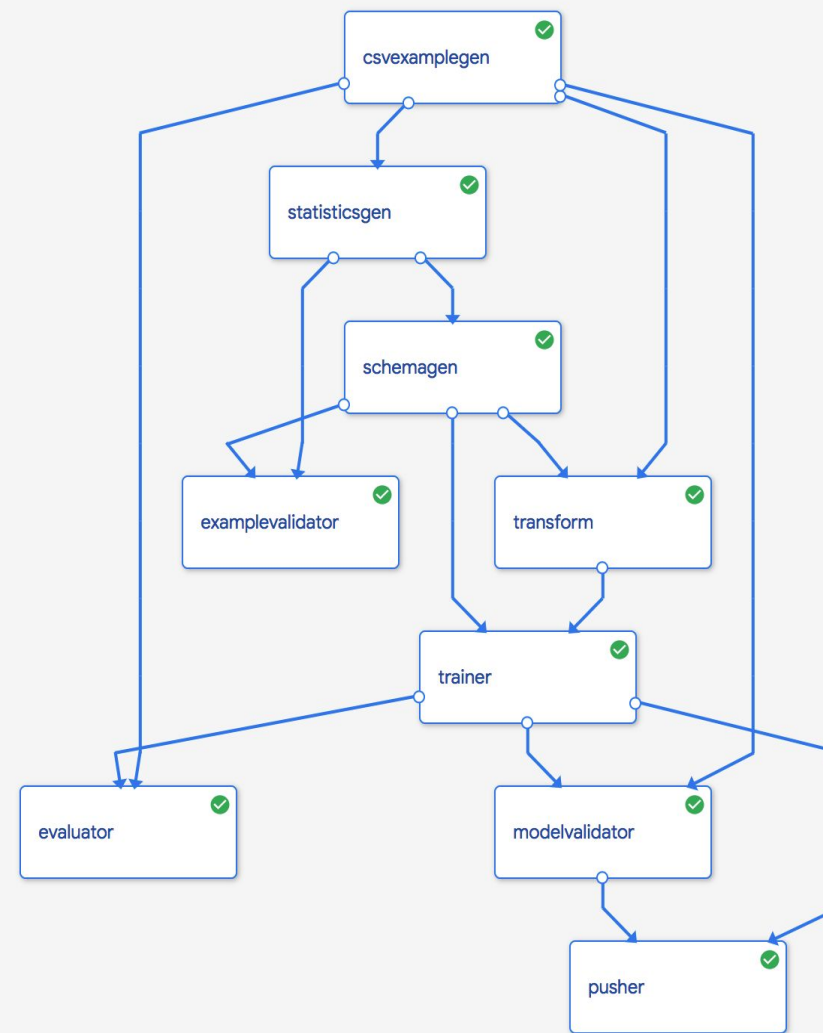 csvexamplegen
statisticsgen
schemagen
examplevalidator
transform
trainer
evaluator
modelvalidator
pusher